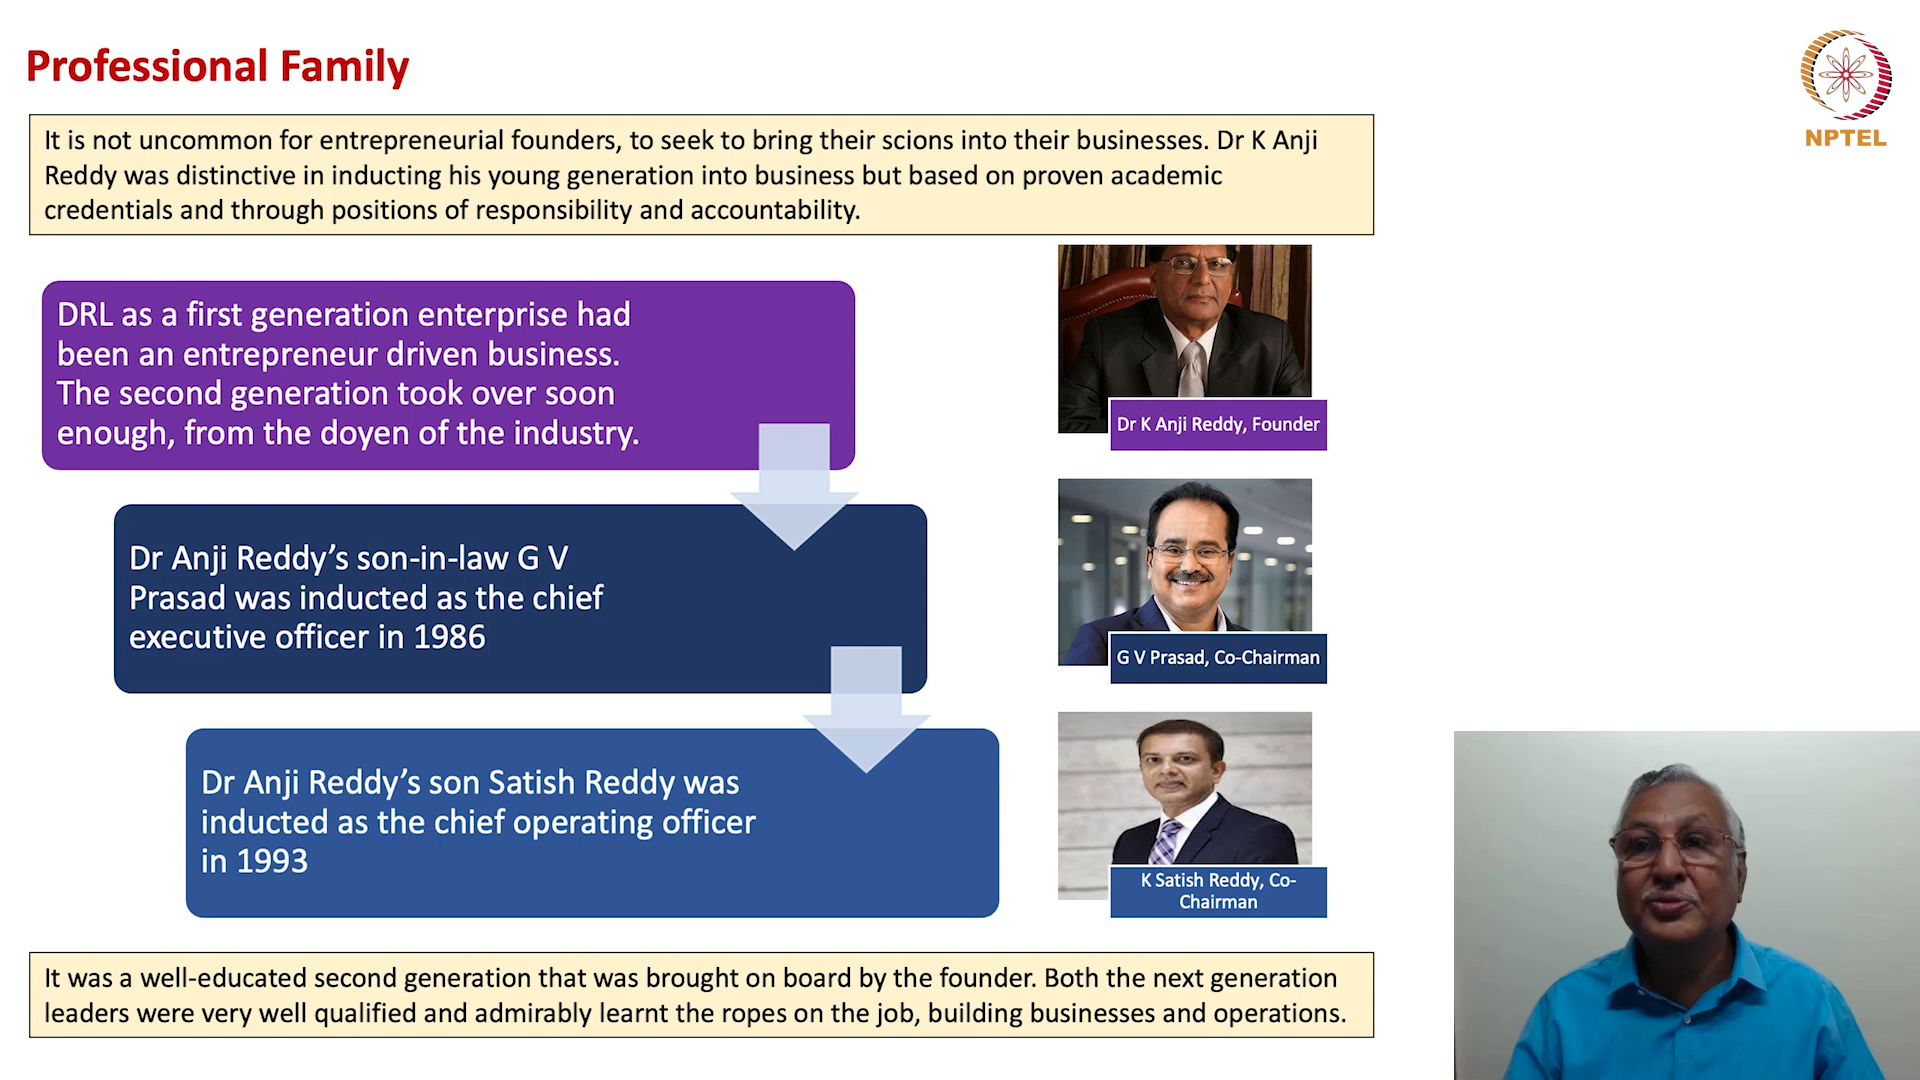 Professional Family
NPTEL
It is not uncommon for entrepreneurial founders, to seek to bring their scions into their businesses. Dr K Anji
Reddy was distinctive in inducting his young generation into business but based on proven academic
credentials and through positions of responsibility and accountability.
DRL as a first generation enterprise had
been an entrepreneur driven business.
The second generation took over soon
enough, from the doyen of the industry.
Dr K Anji Reddy, Founder
Dr Anji Reddy’s son-in-law G V
Prasad was inducted as the chief
executive officer in 1986
G V Prasad, Co-Chairman
Dr Anji Reddy’s son Satish Reddy was
inducted as the chief operating officer
in 1993
K Satish Reddy, Co-
Chairman
It was a well-educated second generation that was brought on board by the founder. Both the next generation
leaders were very well qualified and admirably learnt the ropes on the job, building businesses and operations.